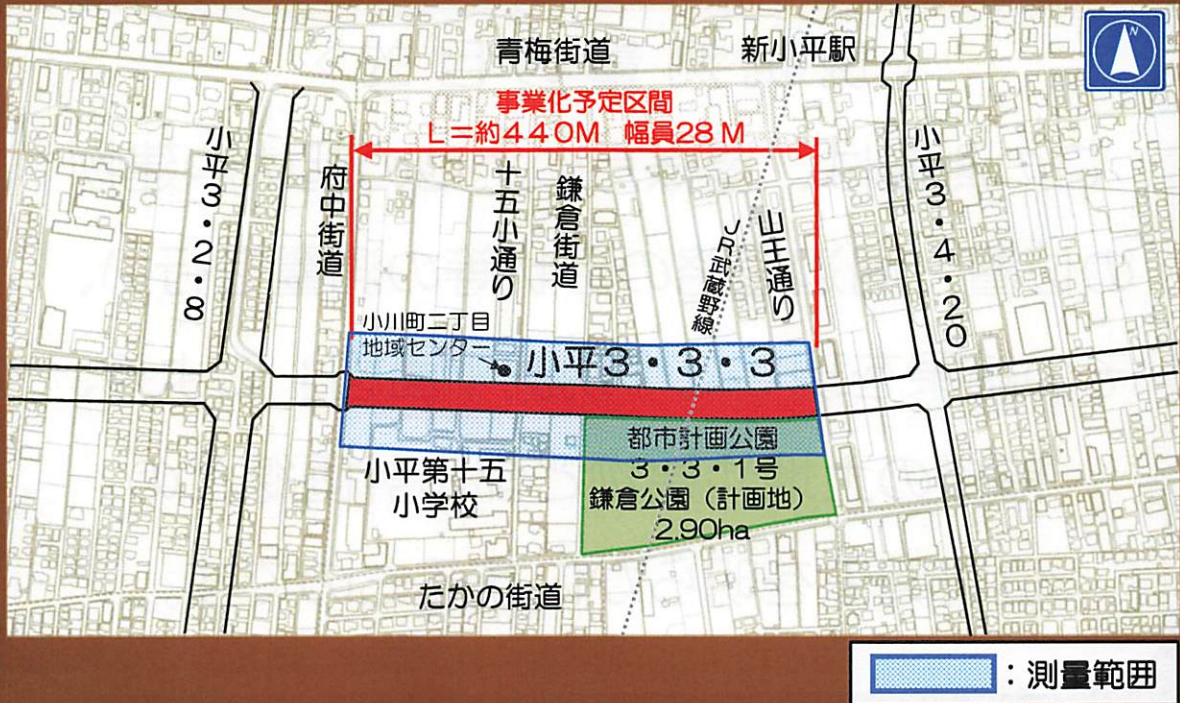 N
青梅街道
新小平駅
事業化予定区間
L=約440M 幅員28M
小平3・2・8
府中街道
十五小通り
鎌倉街道
JR武蔵野線
山王通り
小平3・4・20
小川町二丁目
地域センター
小平3・3・3
都市計画公園
3・3・1号
鎌倉公園(計画地)
2.90ha
小平第十五
小学校
たかの街道
:測量範囲